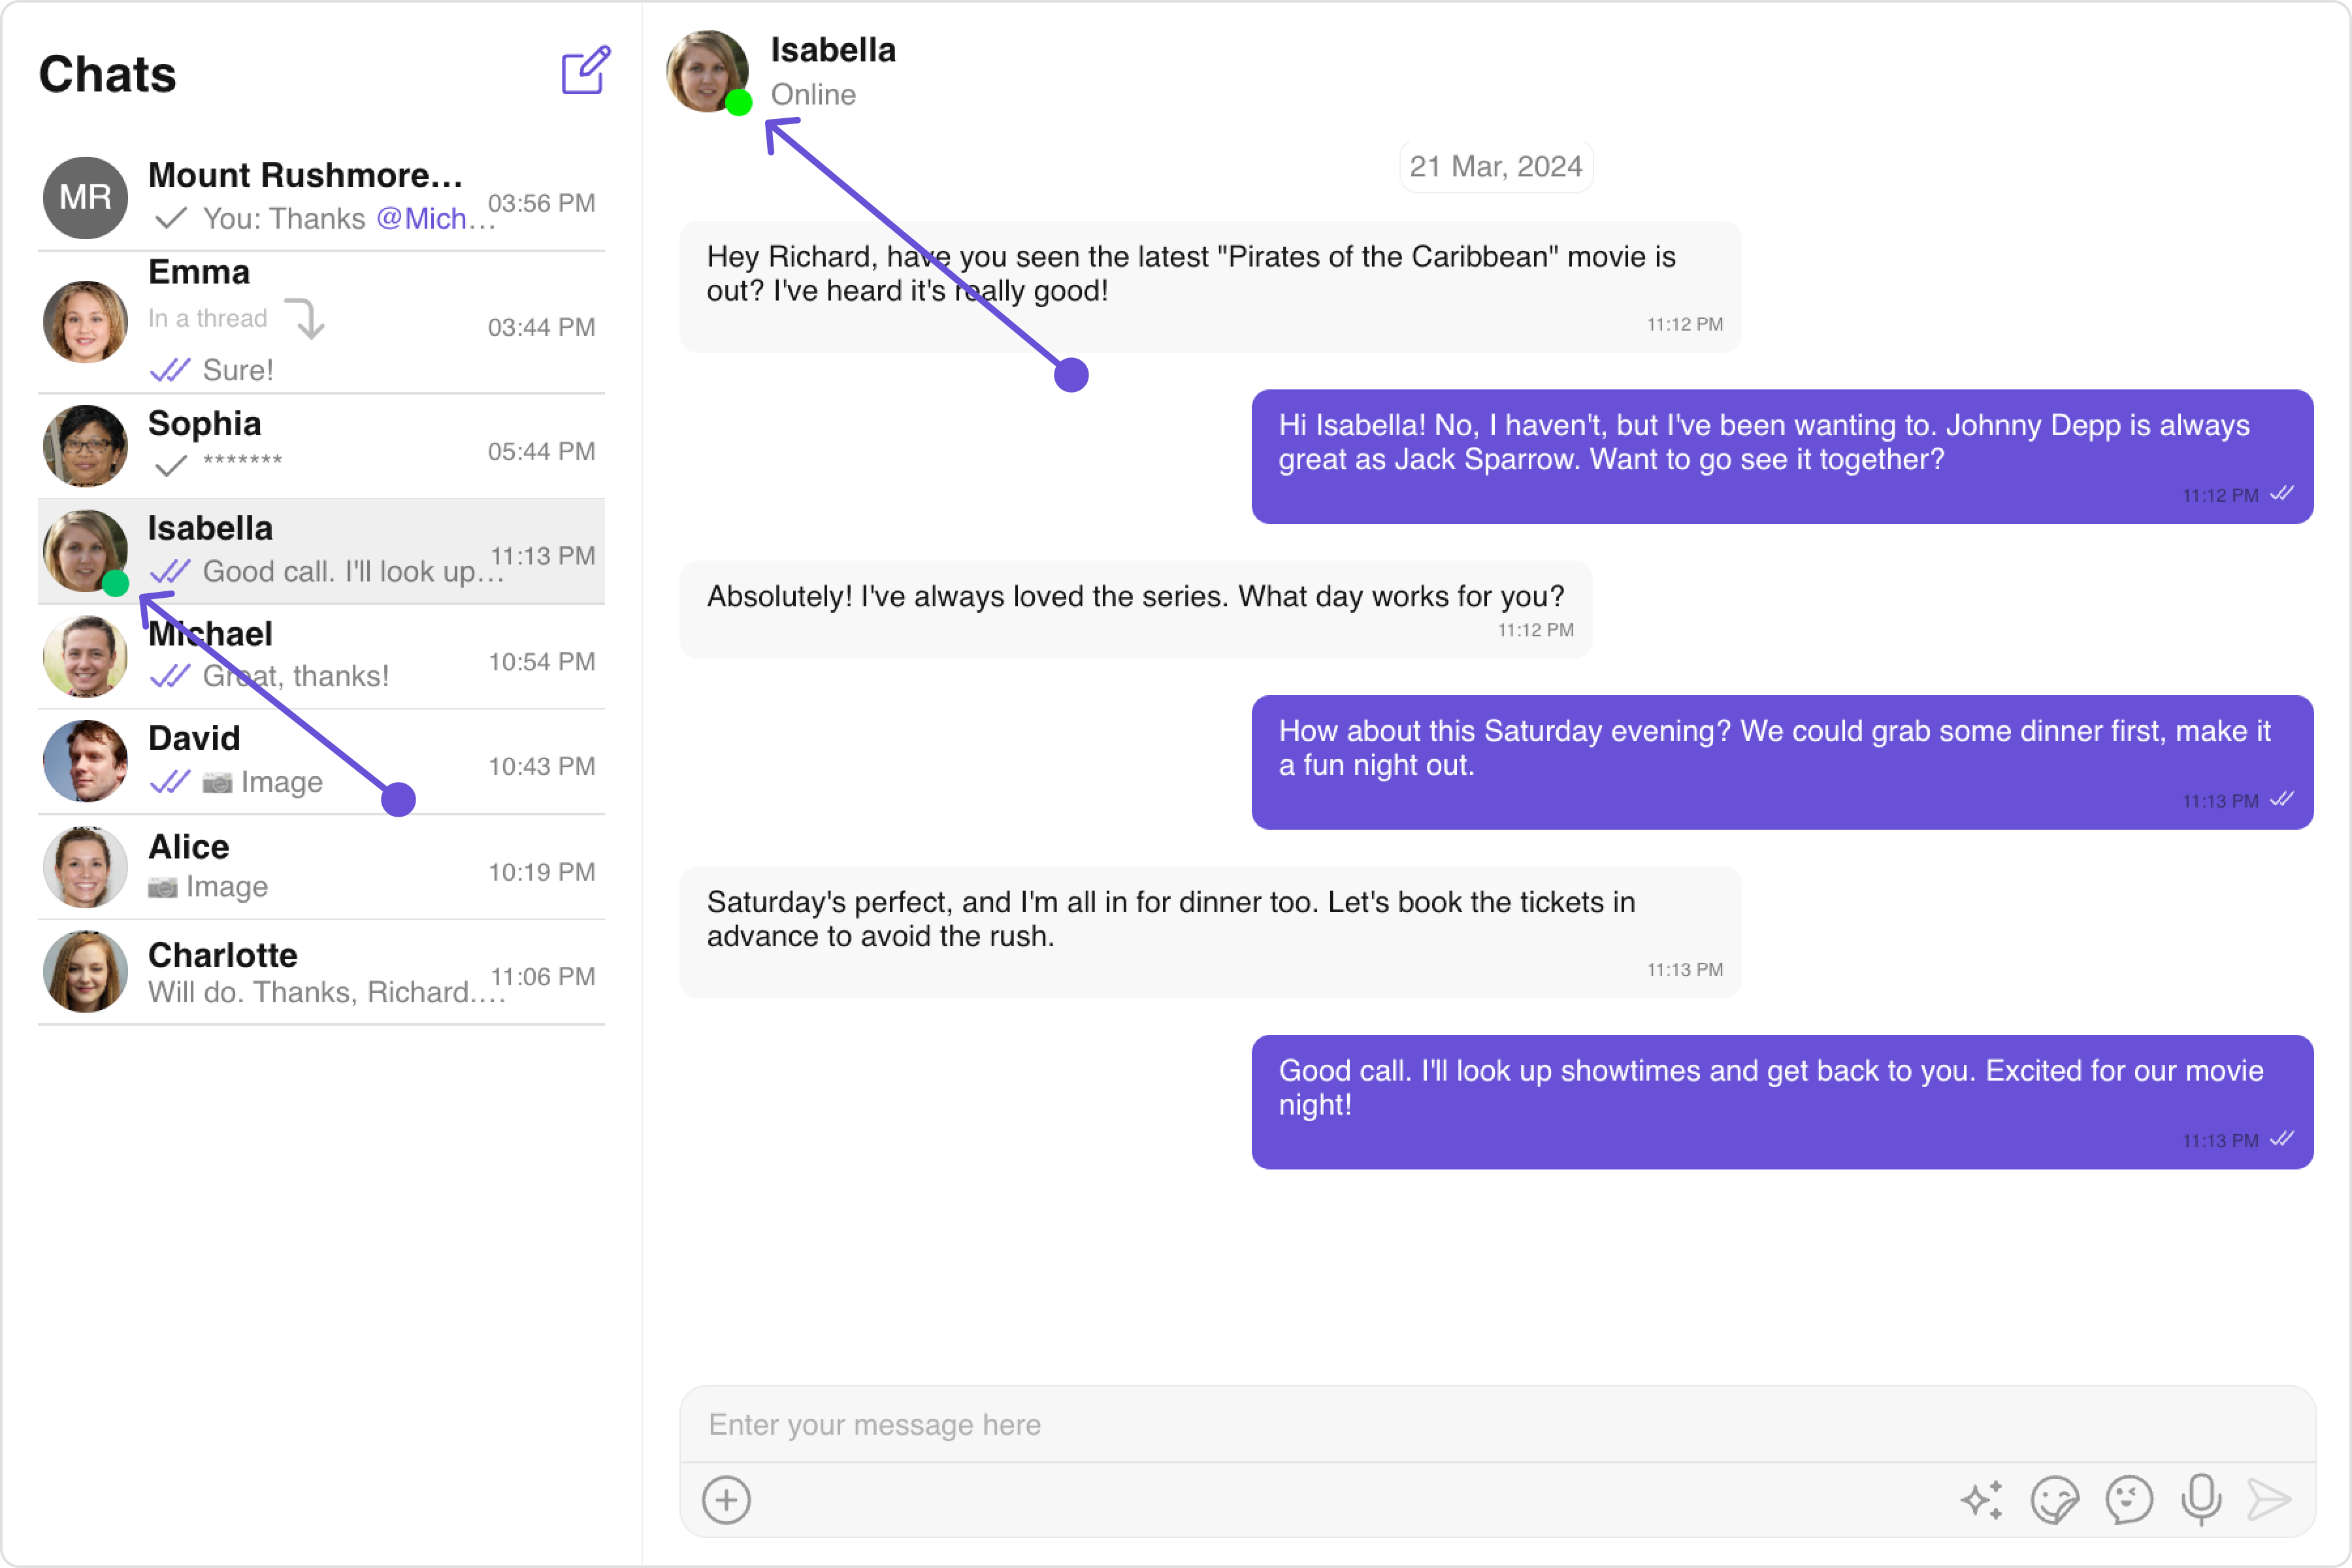 Chats
MR
Mount Rushmore...
You: Thanks @Mich...
03:56 PM
Emma
In a thread
Sure!
03:44 PM
Sophia
*******
05:44 PM
Isabella
Good call. I'll look up...
11:13 PM
Michael
Great, thanks!
10:54 PM
David
Image
10:43 PM
Alice
Image
10:19 PM
Charlotte
Will do. Thanks, Richard....
11:06 PM
Isabella
Online
21 Mar, 2024
Hey Richard, have you seen the latest "Pirates of the Caribbean" movie is
out? I've heard it's really good!
11:12 PM
Hi Isabella! No, I haven't, but I've been wanting to. Johnny Depp is always
great as Jack Sparrow. Want to go see it together?
11:12 PM
Absolutely! I've always loved the series. What day works for you?
11:12 PM
How about this Saturday evening? We could grab some dinner first, make it
a fun night out.
11:13 PM
Saturday's perfect, and I'm all in for dinner too. Let's book the tickets in
advance to avoid the rush.
11:13 PM
Good call. I'll look up showtimes and get back to you. Excited for our movie
night!
11:13 PM
Enter your message here